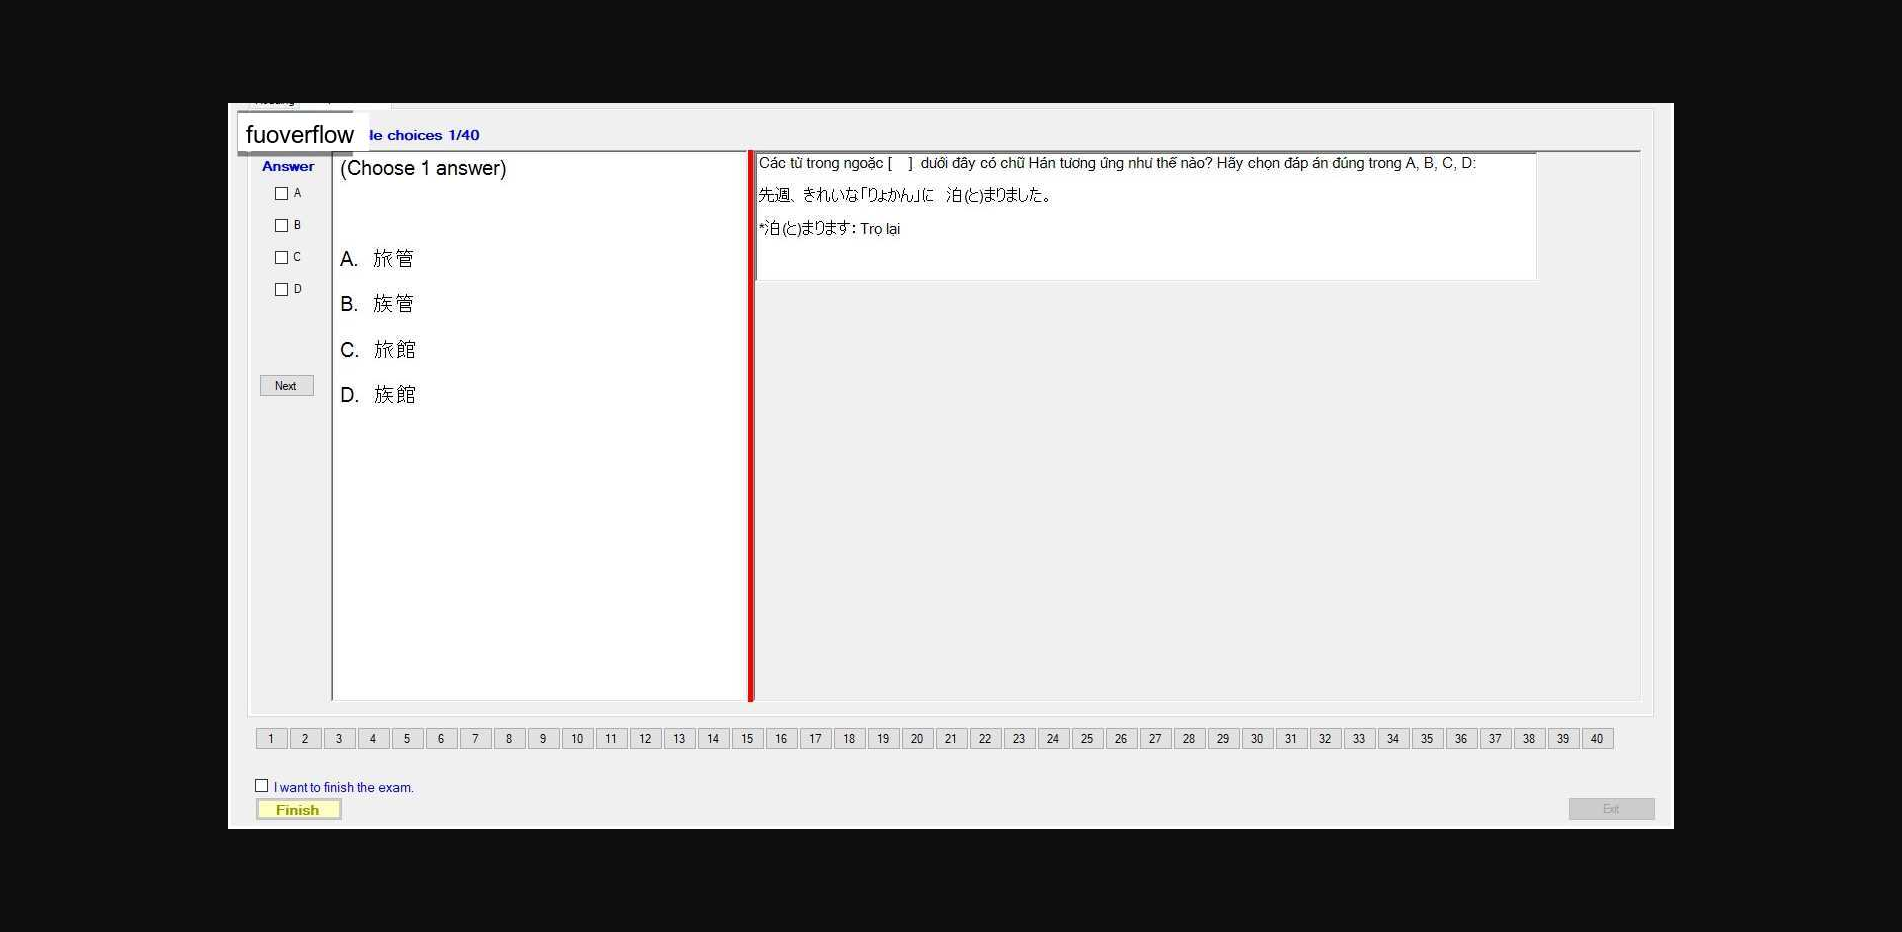 fuoverflow
le choices 1/40
Answer
A
B
C
D
Next
(Choose 1 answer)
A. 旅管
B. 族管
C. 旅館
D. 族館
Các từ trong ngoặc [   ] dưới đây có chữ Hán tương ứng như thế nào? Hãy chọn đáp án đúng trong A, B, C, D:
先週、きれいな「りょかん」に　泊(と)まりました。
*泊(と)まります: Trọ lại
1 2 3 4 5 6 7 8 9 10 11 12 13 14 15 16 17 18 19 20 21 22 23 24 25 26 27 28 29 30 31 32 33 34 35 36 37 38 39 40
I want to finish the exam.
Finish
Exit